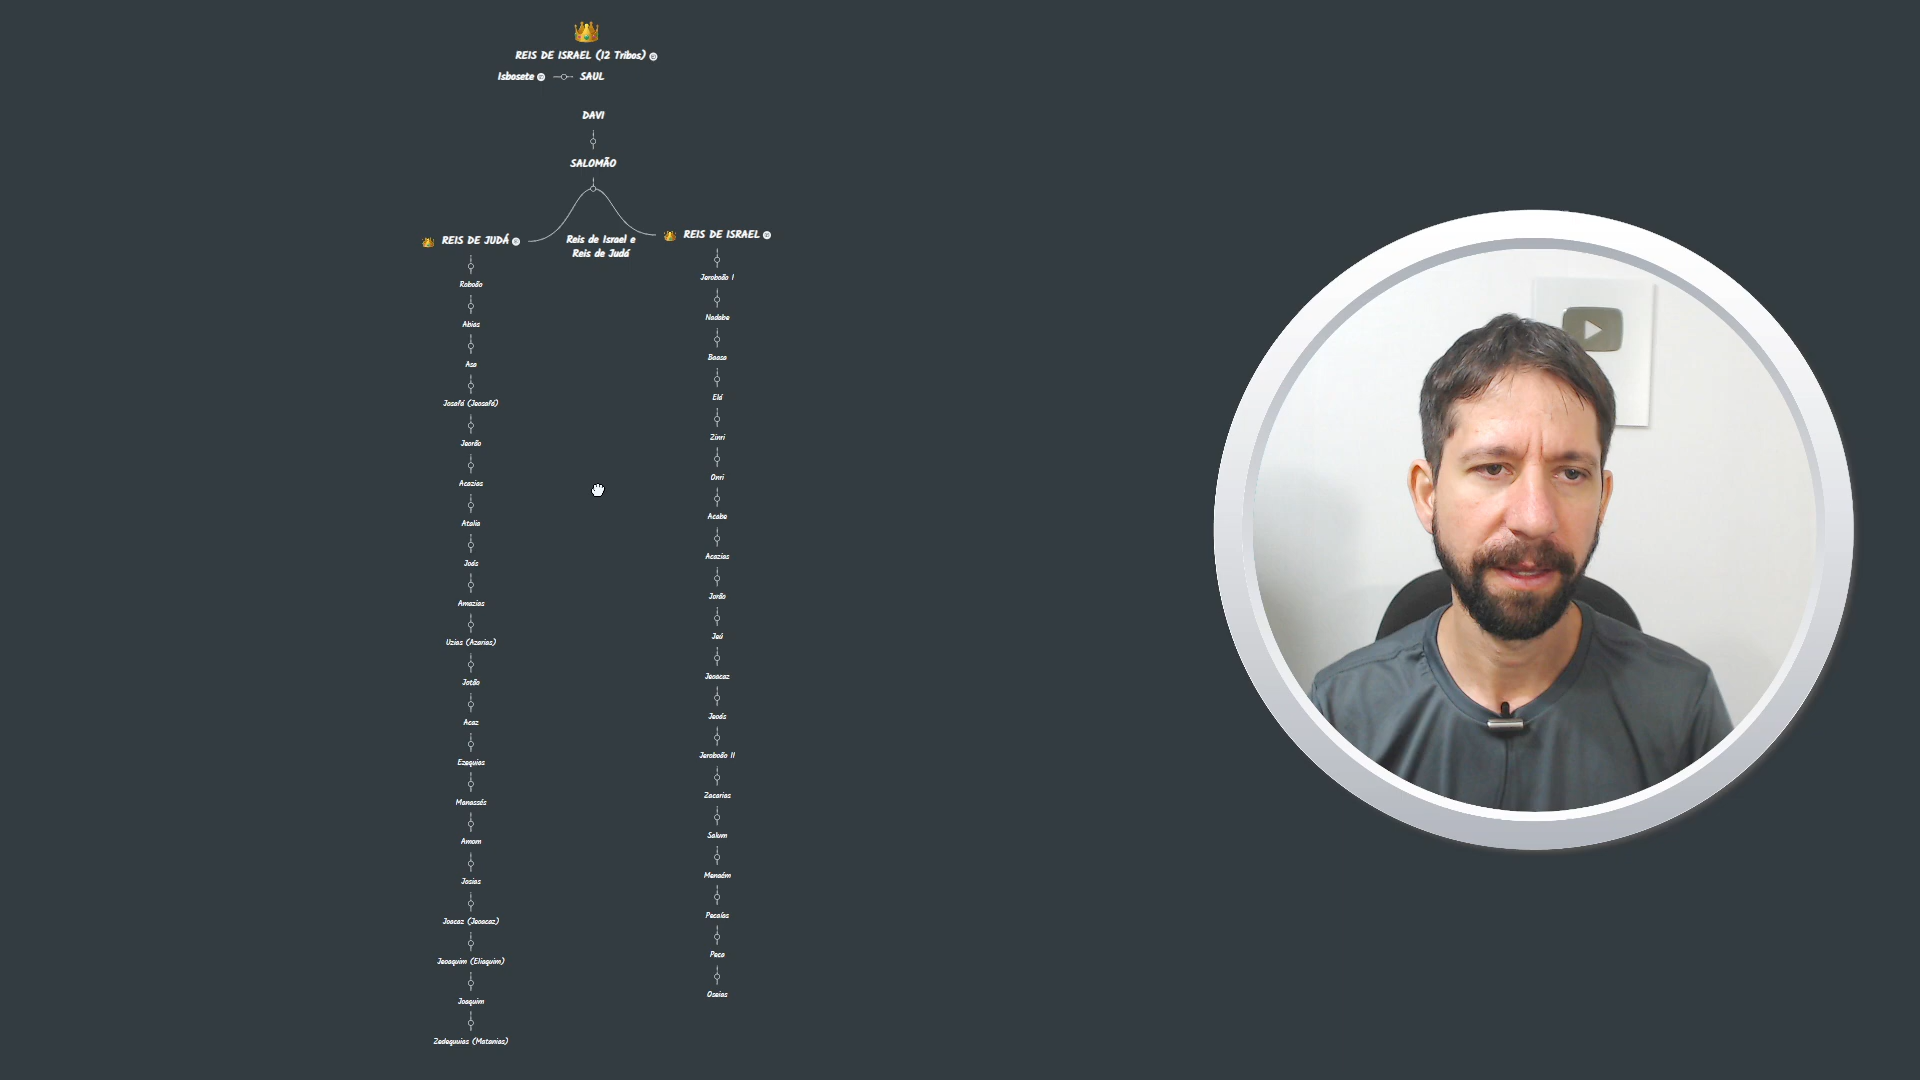 REIS DE ISRAEL (12 Tribos)
Isbosete
SAUL
DAVI
SALOMÃO
REIS DE JUDÁ
Reis de Israel e
Reis de Judá
REIS DE ISRAEL
Roboão
Abias
Asa
Josafá (Jeosafá)
Jeorão
Acazias
Atalia
Joás
Amazias
Uzias (Azarias)
Jotão
Acaz
Ezequias
Manassés
Amom
Josias
Joacaz (Jeoacaz)
Jeoaquim (Eliaquim)
Joaquim
Zedequuias (Matanias)
Jeroboão I
Nadabe
Baasa
Elá
Zinri
Onri
Acabe
Acazias
Jorão
Jeú
Jeoacaz
Jeoás
Jeroboão II
Zacarias
Salum
Menaém
Pecaías
Peca
Oseias